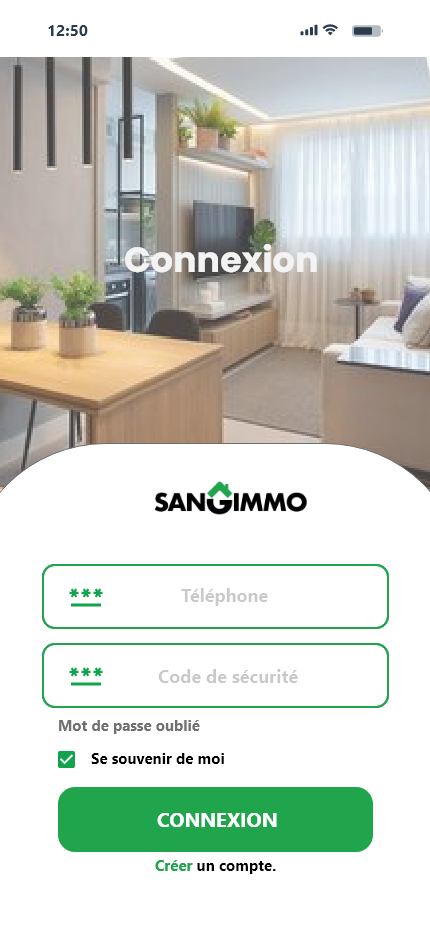 12:50
Connexion
SANGIMMO
*** Téléphone
*** Code de sécurité
Mot de passe oublié
Se souvenir de moi
CONNEXION
Créer un compte.